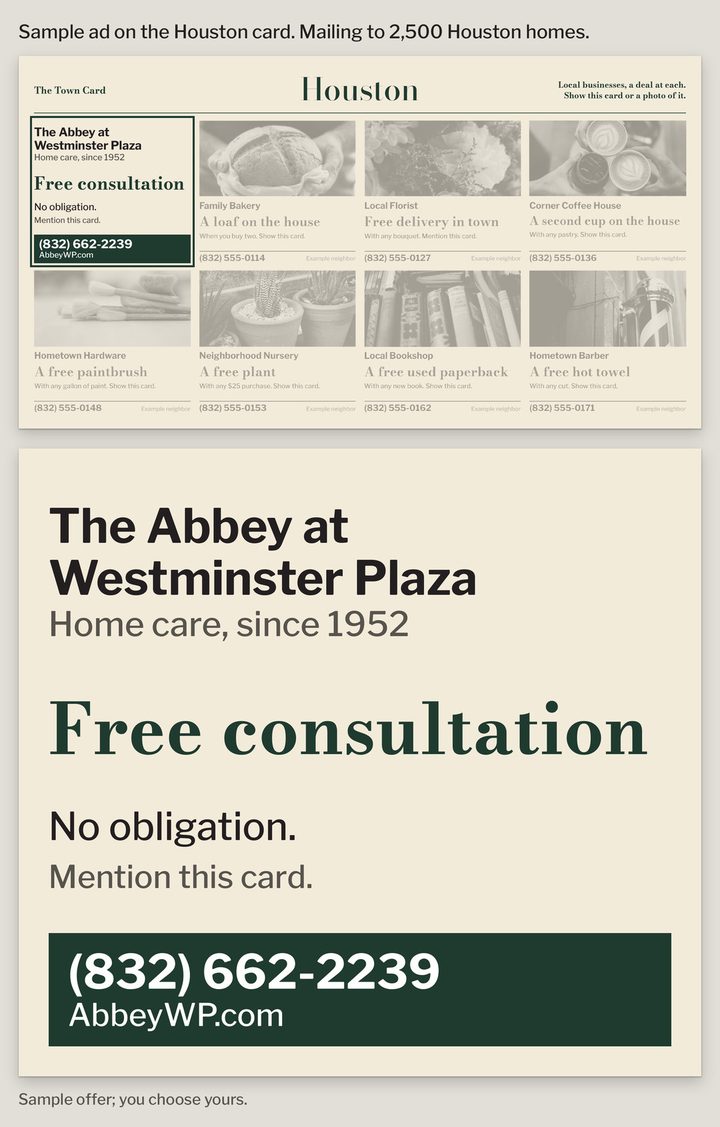 Sample ad on the Houston card. Mailing to 2,500 Houston homes.
The Town Card
Houston
Local businesses, a deal at each.
Show this card or a photo of it.
The Abbey at
Westminster Plaza
Home care, since 1952
Free consultation
No obligation.
Mention this card.
(832) 662-2239
AbbeyWP.com
Family Bakery
A loaf on the house
When you buy two. Show this card.
(832) 555-0114
Example neighbor
Local Florist
Free delivery in town
With any bouquet. Mention this card.
(832) 555-0127
Example neighbor
Corner Coffee House
A second cup on the house
With any pastry. Show this card.
(832) 555-0136
Example neighbor
Hometown Hardware
A free paintbrush
With any gallon of paint. Show this card.
(832) 555-0148
Example neighbor
Neighborhood Nursery
A free plant
With any $25 purchase. Show this card.
(832) 555-0153
Example neighbor
Local Bookshop
A free used paperback
With any new book. Show this card.
(832) 555-0162
Example neighbor
Hometown Barber
A free hot towel
With any cut. Show this card.
(832) 555-0171
Example neighbor
The Abbey at
Westminster Plaza
Home care, since 1952
Free consultation
No obligation.
Mention this card.
(832) 662-2239
AbbeyWP.com
Sample offer; you choose yours.